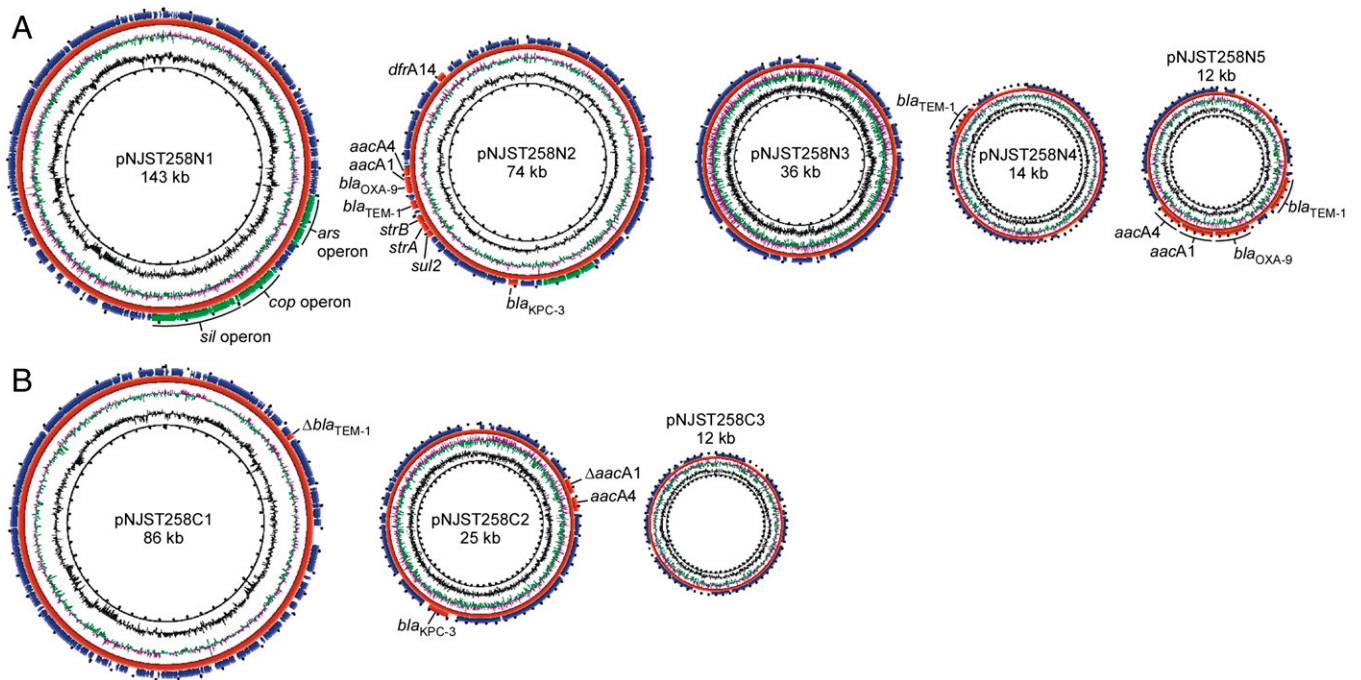 A
pNJST258N1
143 kb
ars
operon
cop operon
sil operon
dfrA14
aacA4
aacA1
blaOXA-9
blaTEM-1
strB
strA
sul2
blaKPC-3
pNJST258N2
74 kb
pNJST258N3
36 kb
blaTEM-1
pNJST258N4
14 kb
pNJST258N5
12 kb
blaTEM-1
aacA4
aacA1
blaOXA-9
B
pNJST258C1
86 kb
ΔblaTEM-1
pNJST258C2
25 kb
ΔaacA1
aacA4
blaKPC-3
pNJST258C3
12 kb